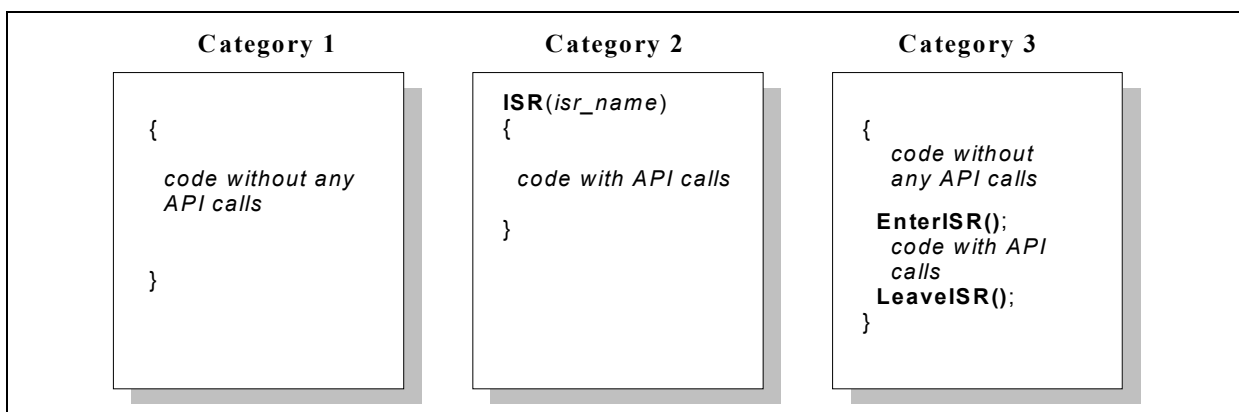 Category 1
{
code without any
API calls
}
Category 2
ISR(isr_name)
{
code with API calls
}
Category 3
{
code without
any API calls
EnterISR();
code with API
calls
LeaveISR();
}